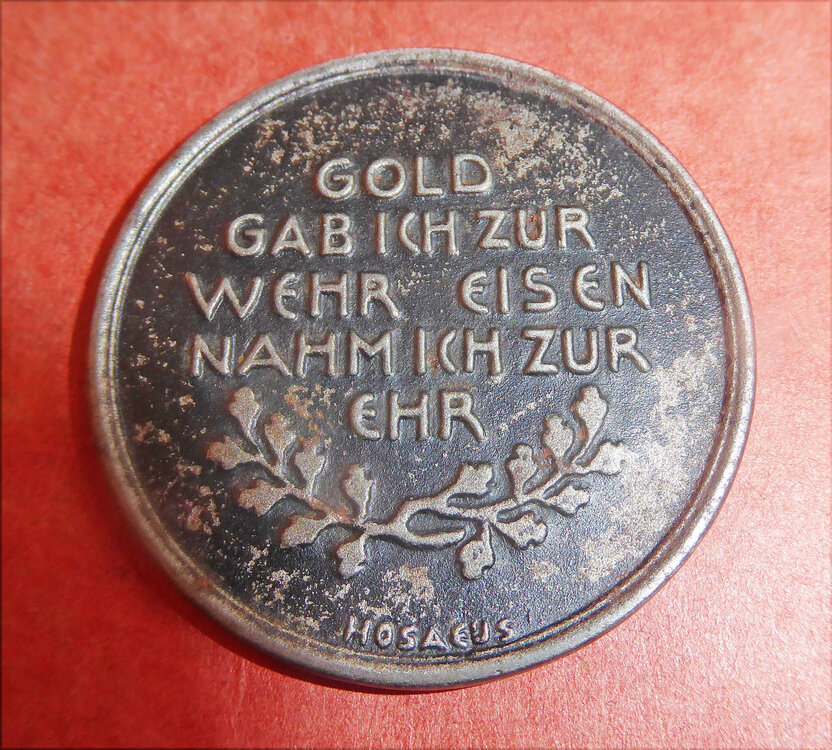 GOLD
GAB ICH ZUR
WEHR EISEN
NAHM ICH ZUR
EHR
HOSAEUS